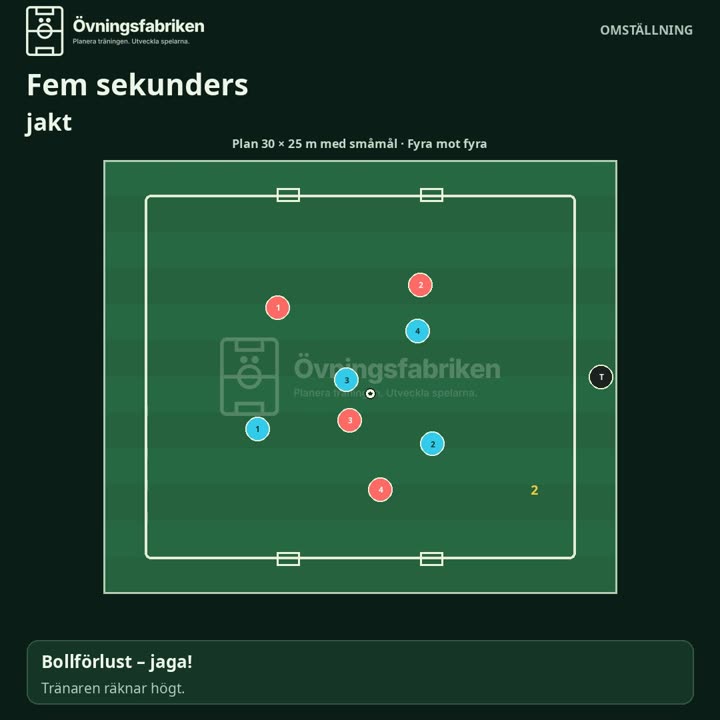 Övningsfabriken
Planera träningen. Utveckla spelarna.
OMSTÄLLNING
Fem sekunders
jakt
Plan 30 × 25 m med småmål · Fyra mot fyra
2
1
4
T
Övningsfabriken
3
Planera träningen. Utveckla spelarna.
3
1
2
4
2
Bollförlust – jaga!
Tränaren räknar högt.